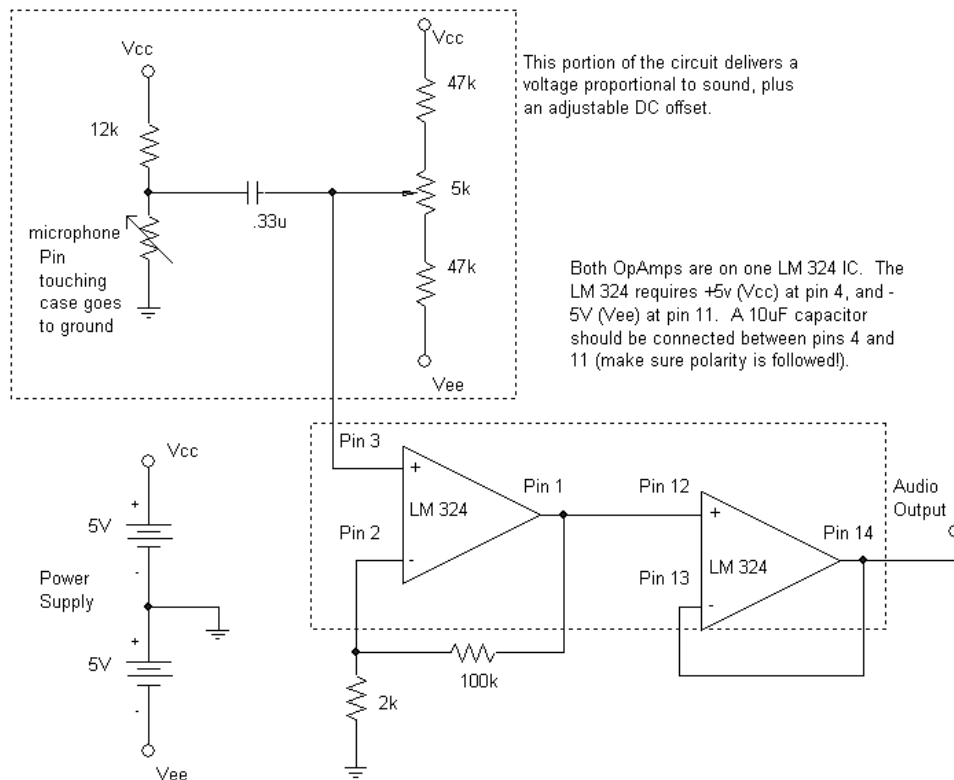 Vcc
12k
microphone
Pin
touching
case goes
to ground
.33u
Vcc
47k
5k
47k
Vee
This portion of the circuit delivers a
voltage proportional to sound, plus
an adjustable DC offset.
Both OpAmps are on one LM 324 IC. The
LM 324 requires +5v (Vcc) at pin 4, and -
5V (Vee) at pin 11. A 10uF capacitor
should be connected between pins 4 and
11 (make sure polarity is followed!).
Vcc
+
5V
-
Power
Supply
+
5V
-
Vee
Pin 3
+
LM 324
Pin 2
-
Pin 1
100k
2k
Pin 12
+
LM 324
Pin 13
-
Pin 14
Audio
Output